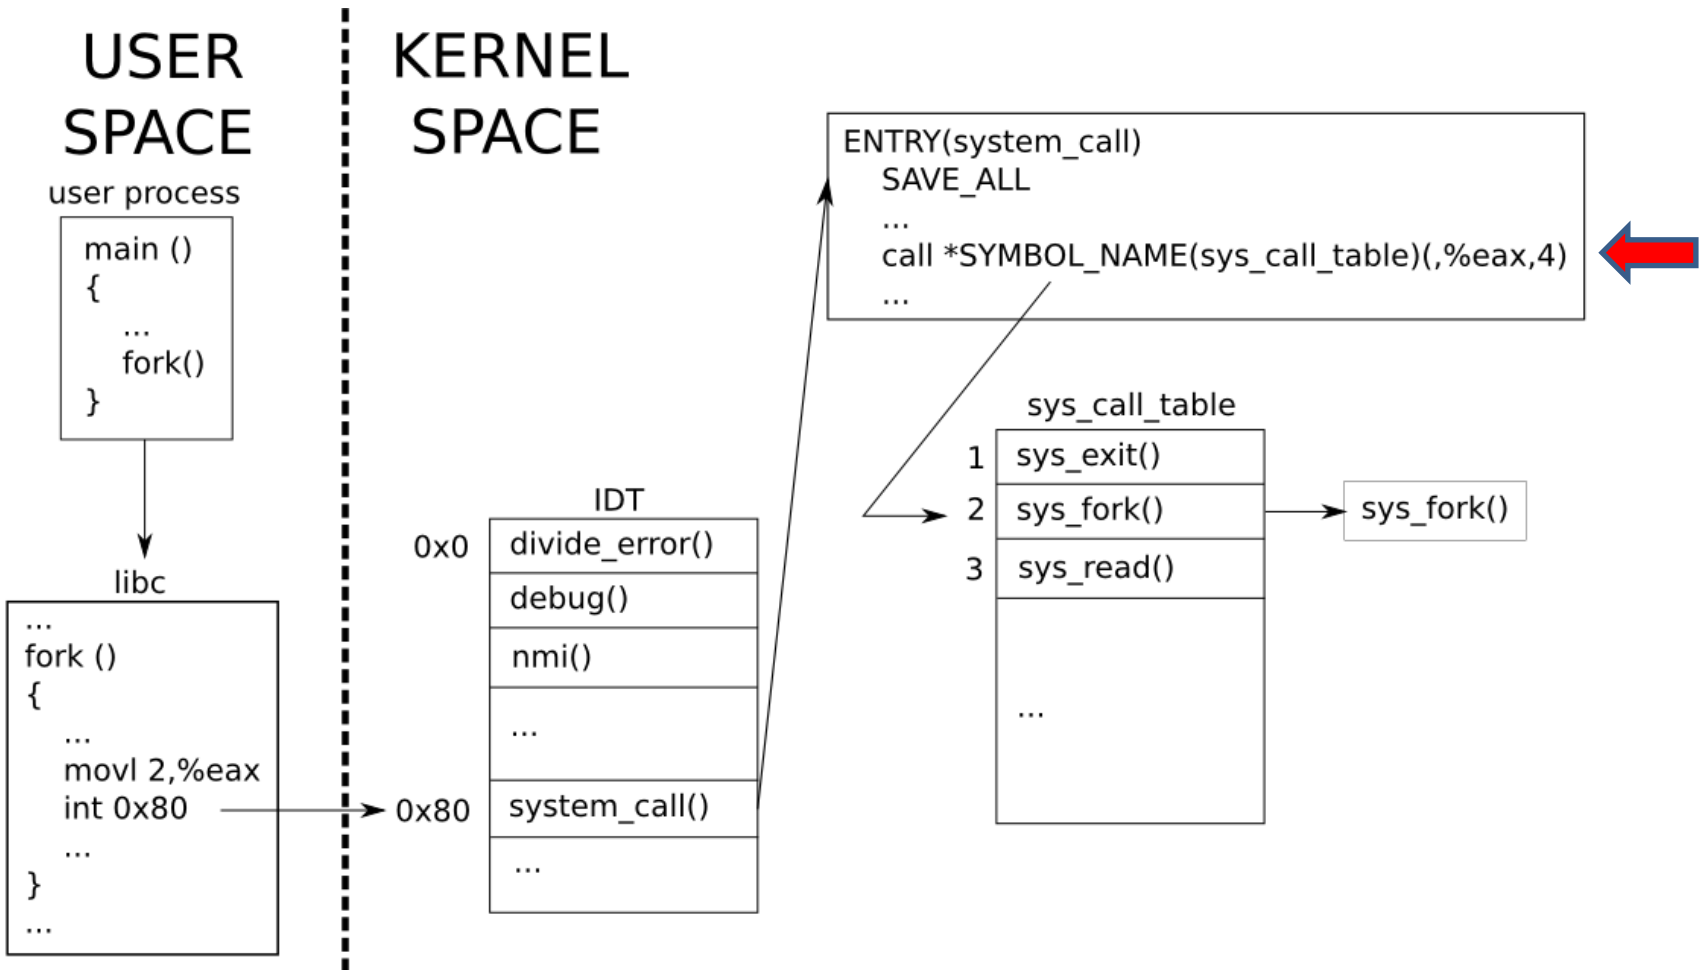 USER
SPACE
user process
main ()
{
...
fork()
}
libc
...
fork ()
{
...
movl 2,%eax
int 0x80
...
}
...
KERNEL
SPACE
IDT
0x0 divide_error()
debug()
nmi()
...
0x80 system_call()
...
ENTRY(system_call)
SAVE_ALL
...
call *SYMBOL_NAME(sys_call_table)(,%eax,4)
...
sys_call_table
1 sys_exit()
2 sys_fork() sys_fork()
3 sys_read()
...